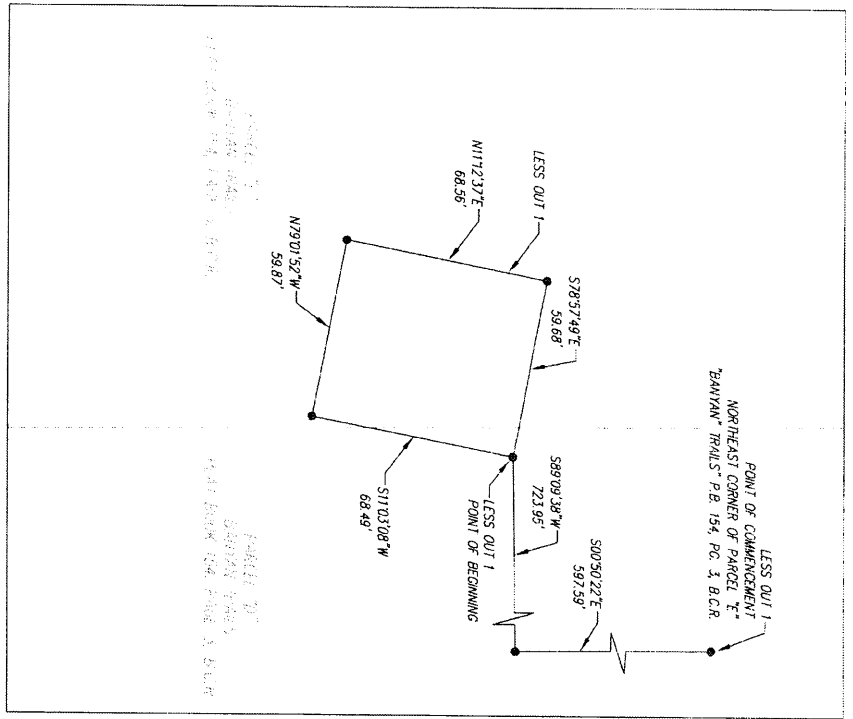 LESS OUT 1
POINT OF COMMENCEMENT
NORTHEAST CORNER OF PARCEL "E"
"BANYAN" TRAILS" P.B. 154, PG. 3, B.C.R.
S00°50'22"E
597.59'
S89°09'38"W
723.95'
LESS OUT 1
POINT OF BEGINNING
S78°57'49"E
59.68'
LESS OUT 1
N11°12'37"E
68.56'
N79°01'52"W
59.87'
S11°03'08"W
68.49'